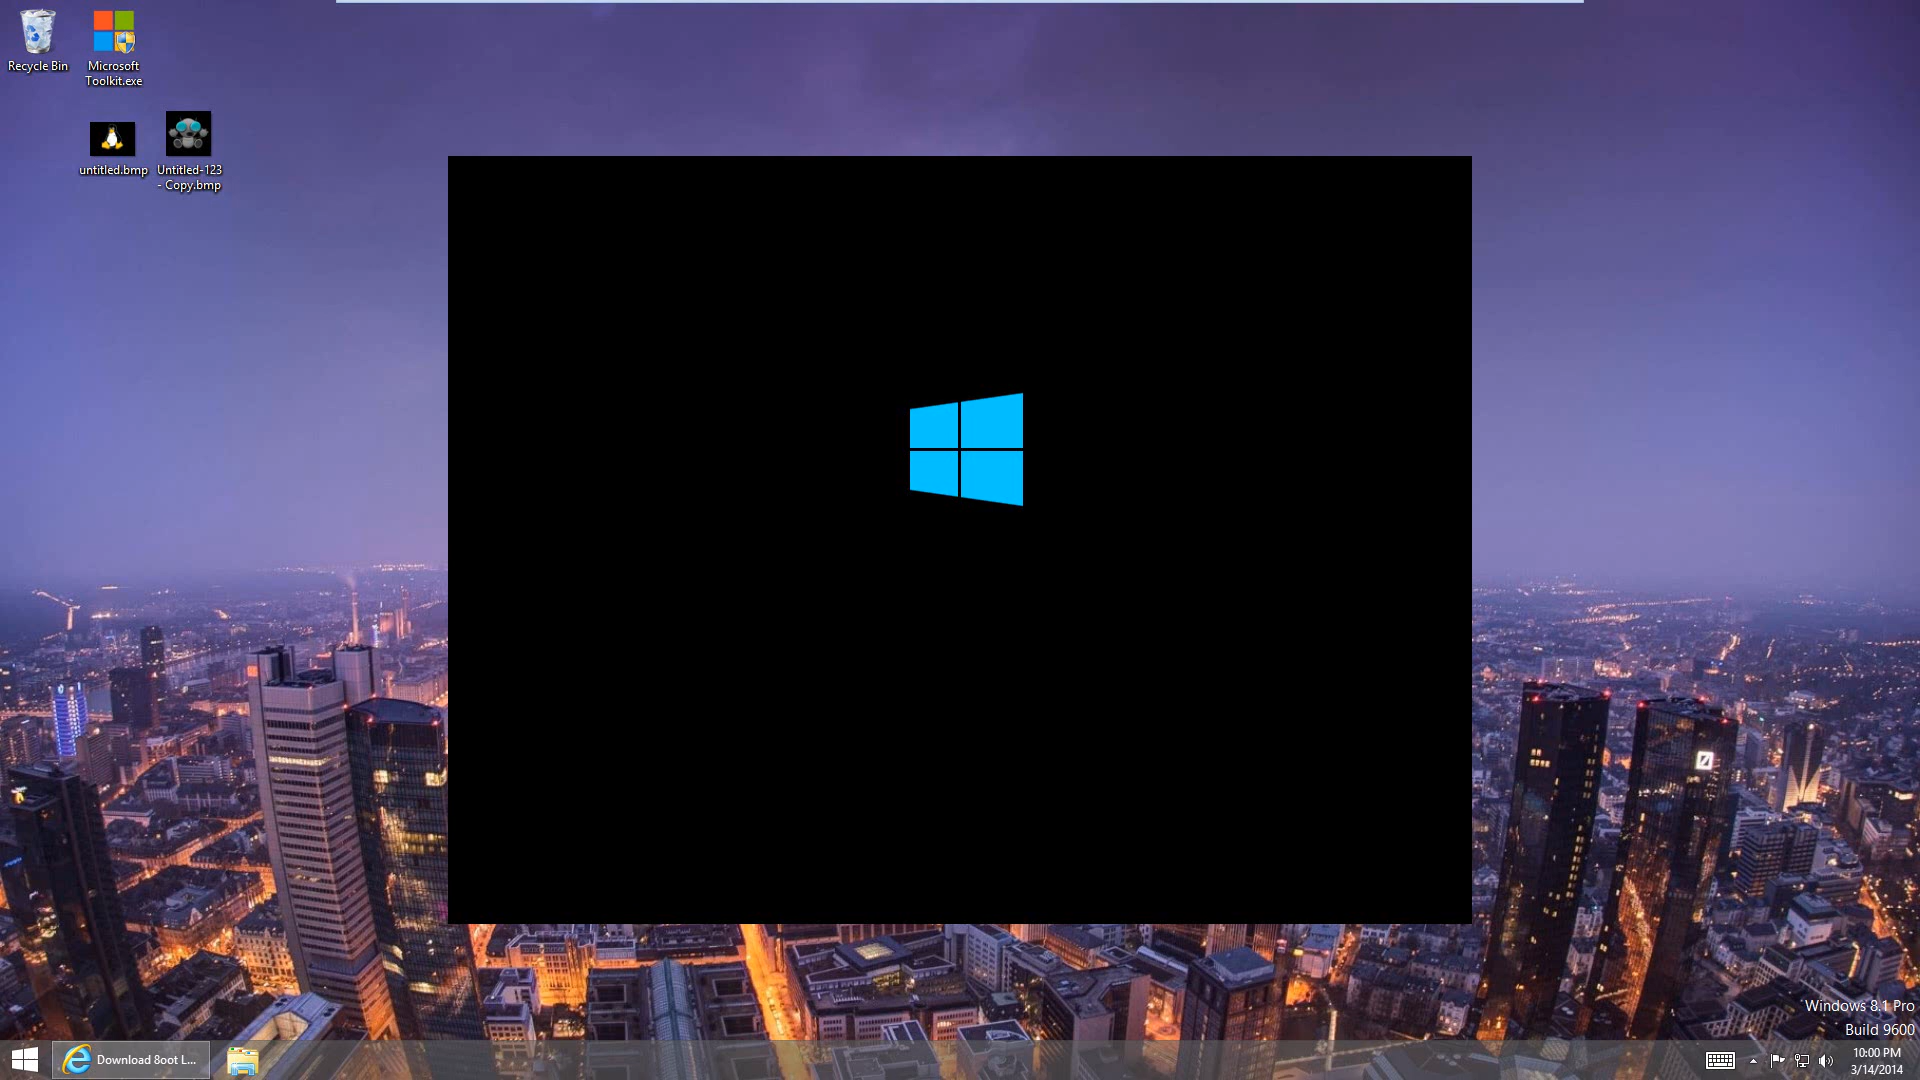 Recycle Bin
Microsoft
Toolkit.exe
untitled.bmp
Untitled-123
- Copy.bmp
Windows 8.1 Pro
Build 9600
Download 8oot L...
10:00 PM
3/14/2014